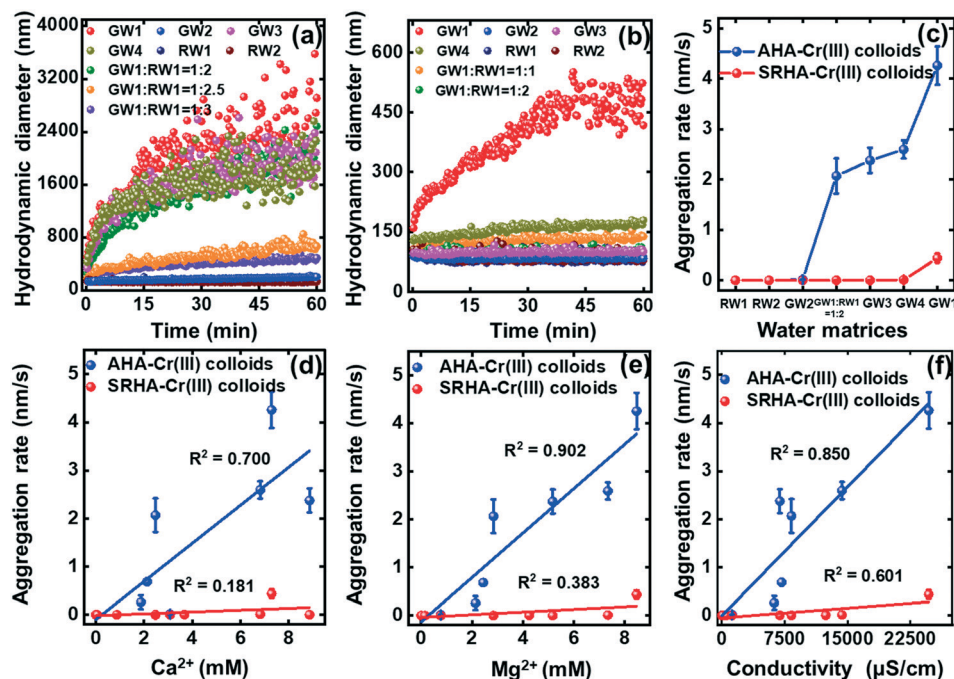 (a)
GW1 GW2 GW3
GW4 RW1 RW2
GW1:RW1=1:2
GW1:RW1=1:2.5
GW1:RW1=1:3
Hydrodynamic diameter (nm)
4000
3200
2400
1600
800
0
0 15 30 45 60
Time (min)
(b)
GW1 GW2 GW3
GW4 RW1 RW2
GW1:RW1=1:1
GW1:RW1=1:2
Hydrodynamic diameter (nm)
600
450
300
150
0
0 15 30 45 60
Time (min)
(c)
AHA-Cr(III) colloids
SRHA-Cr(III) colloids
Aggregation rate (nm/s)
5
4
3
2
1
0
RW1 RW2 GW2 GW1:RW1 GW3 GW4 GW1
=1:2
Water matrices
(d)
AHA-Cr(III) colloids
SRHA-Cr(III) colloids
R² = 0.700
R² = 0.181
Aggregation rate (nm/s)
5
4
3
2
1
0
0 2 4 6 8
Ca²⁺ (mM)
(e)
AHA-Cr(III) colloids
SRHA-Cr(III) colloids
R² = 0.902
R² = 0.383
Aggregation rate (nm/s)
5
4
3
2
1
0
0 2 4 6 8
Mg²⁺ (mM)
(f)
AHA-Cr(III) colloids
SRHA-Cr(III) colloids
R² = 0.850
R² = 0.601
Aggregation rate (nm/s)
5
4
3
2
1
0
0 7500 15000 22500
Conductivity (µS/cm)